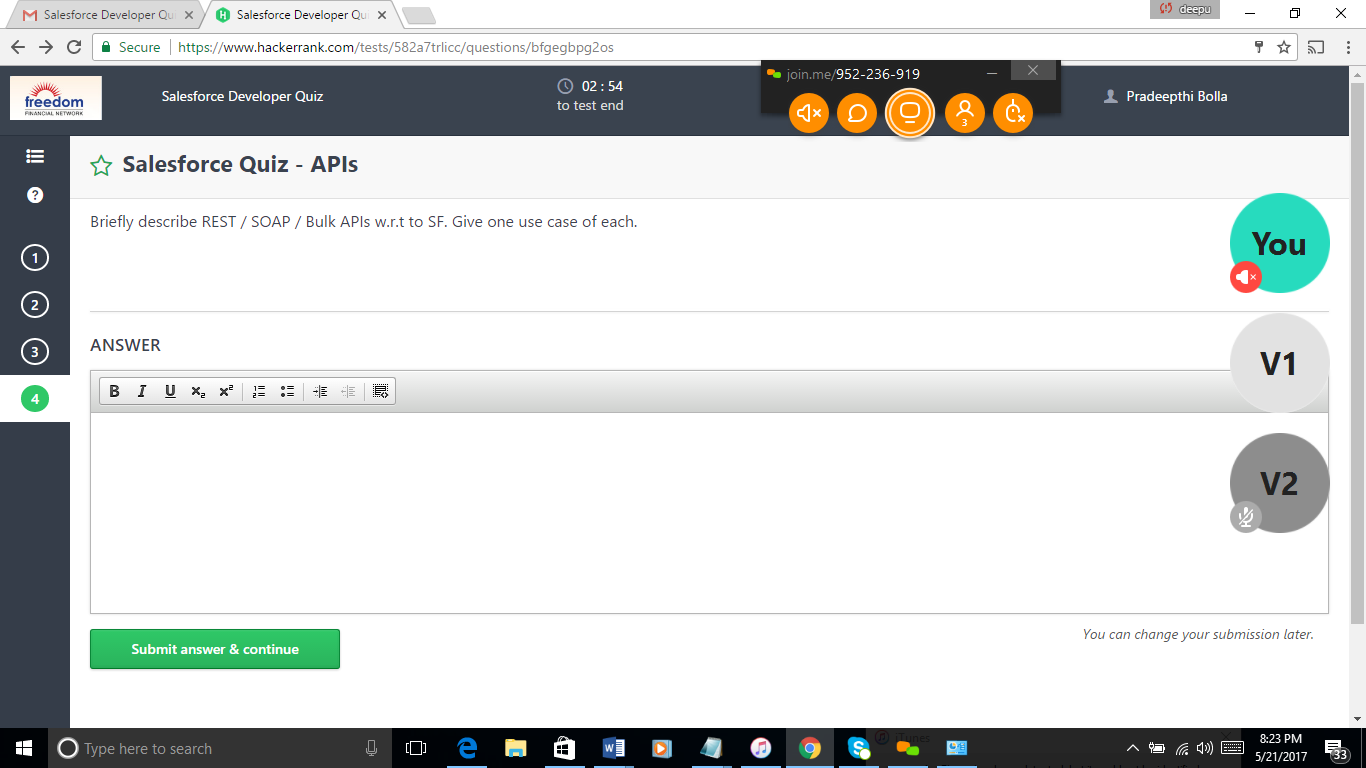 Salesforce Developer Qu
Salesforce Developer Qu
deepu
Secure
https://www.hackerrank.com/tests/582a7trlicc/questions/bfgegbpg2os
join.me/952-236-919
3
freedom
FINANCIAL NETWORK
Salesforce Developer Quiz
02 : 54
to test end
Pradeepthi Bolla
Salesforce Quiz - APIs
?
1
2
3
4
Briefly describe REST / SOAP / Bulk APIs w.r.t to SF. Give one use case of each.
You
V1
V2
ANSWER
B I U x₂ x²
Submit answer & continue
You can change your submission later.
Type here to search
iTunes
8:23 PM
5/21/2017
33